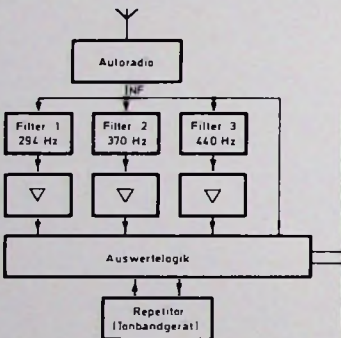 Autoradio
NF
Filter 1
294 Hz
Filter 2
370 Hz
Filter 3
440 Hz
Auswertelogik
Repetitor
(Tonbandgerät)